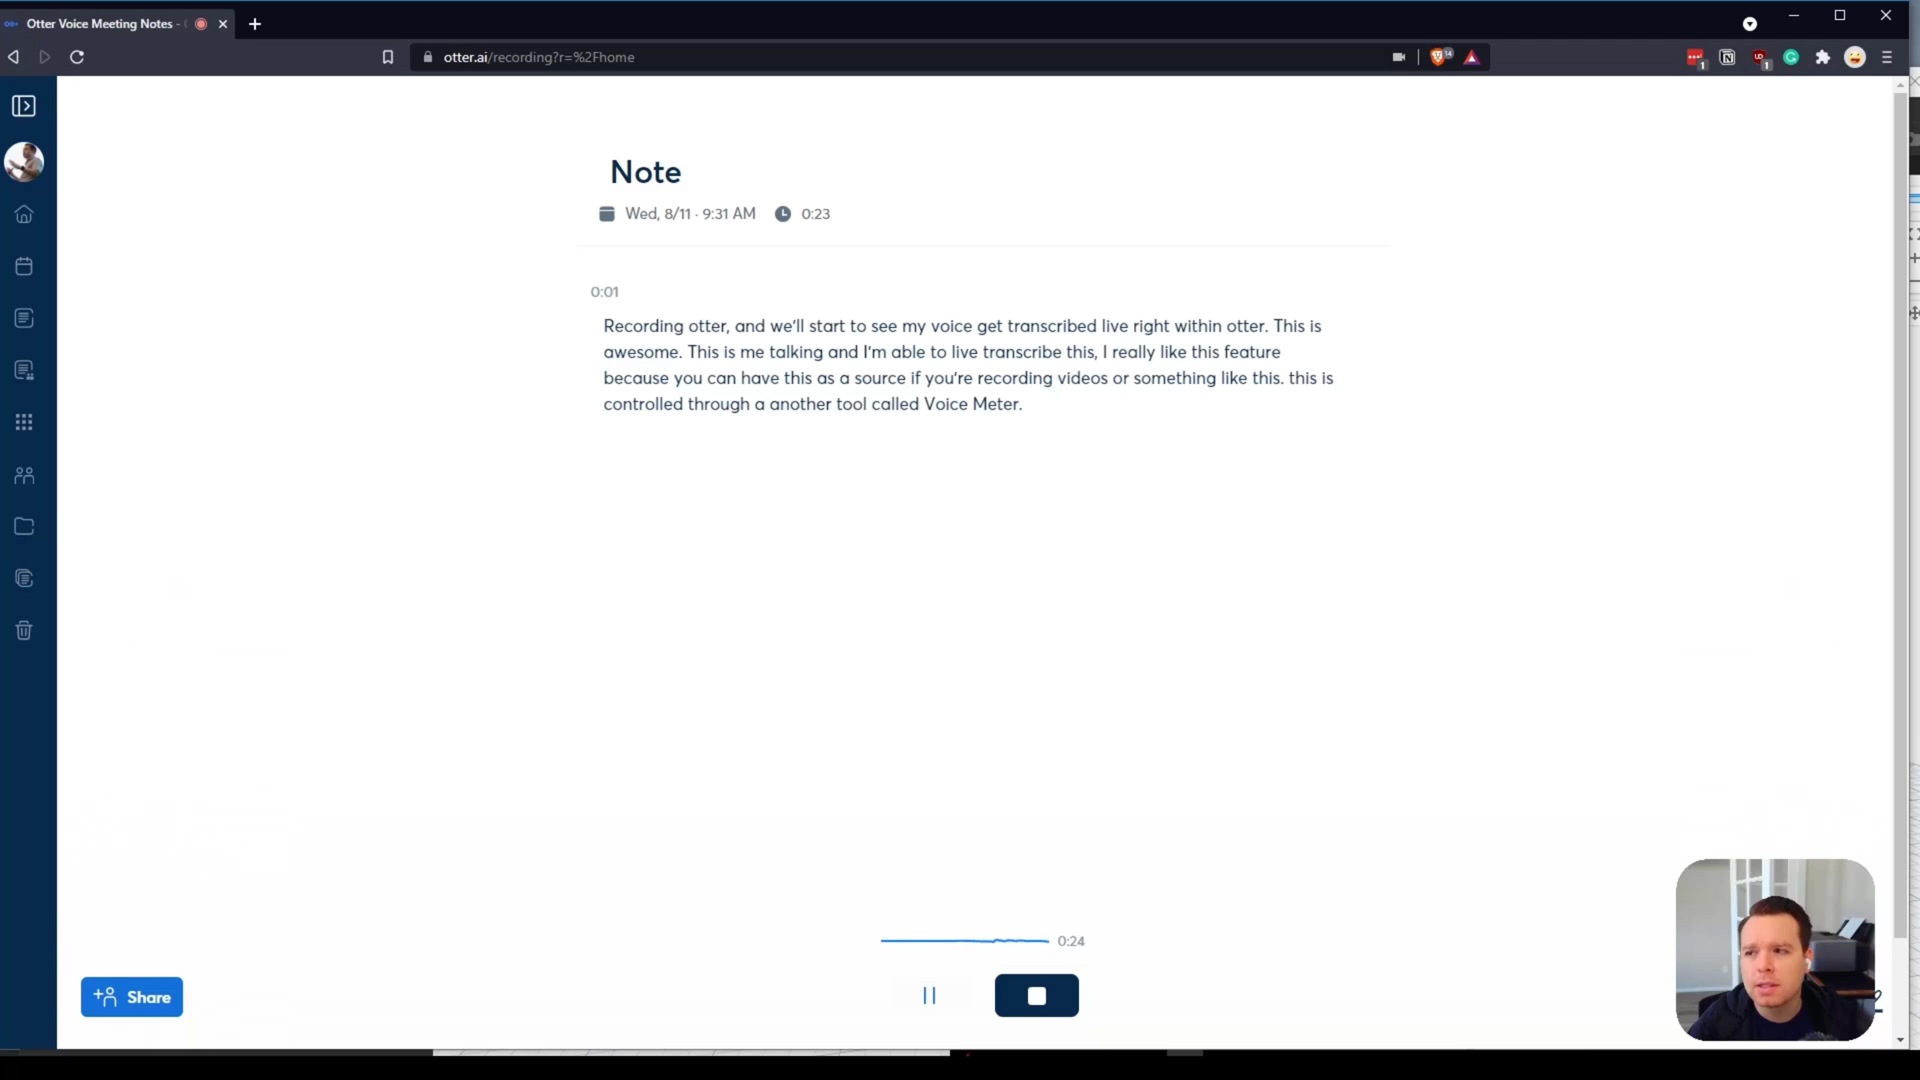 Otter Voice Meeting Notes -
otter.ai/recording?r=%2Fhome
14
1
1
Note
Wed, 8/11 · 9:31 AM 0:23
0:01
Recording otter, and we'll start to see my voice get transcribed live right within otter. This is
awesome. This is me talking and I'm able to live transcribe this, I really like this feature
because you can have this as a source if you're recording videos or something like this. this is
controlled through a another tool called Voice Meter.
0:24
Share